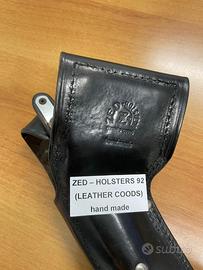 ZED – HOLSTERS 92
(LEATHER COODS)
hand made
subito